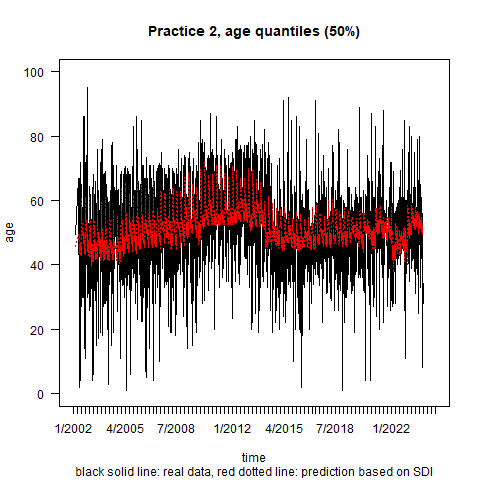 Practice 2, age quantiles (50%)
100
80
60
40
20
0
age
1/2002 4/2005 7/2008 1/2012 4/2015 7/2018 1/2022
time
black solid line: real data, red dotted line: prediction based on SDI